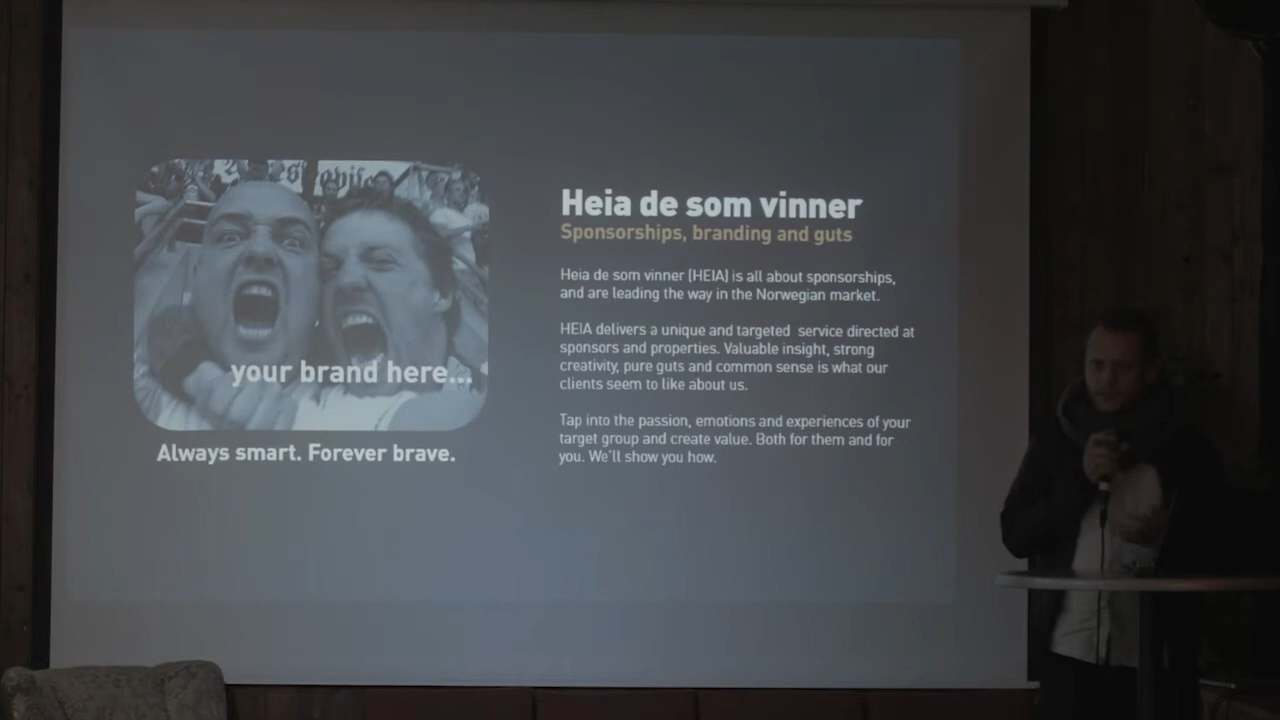 your brand here...
Always smart. Forever brave.
Heia de som vinner
Sponsorships, branding and guts
Heia de som vinner (HEIA) is all about sponsorships,
and are leading the way in the Norwegian market.
HEIA delivers a unique and targeted service directed at
sponsors and properties. Valuable insight, strong
creativity, pure guts and common sense is what our
clients seem to like about us.
Tap into the passion, emotions and experiences of your
target group and create value. Both for them and for
you. We'll show you how.